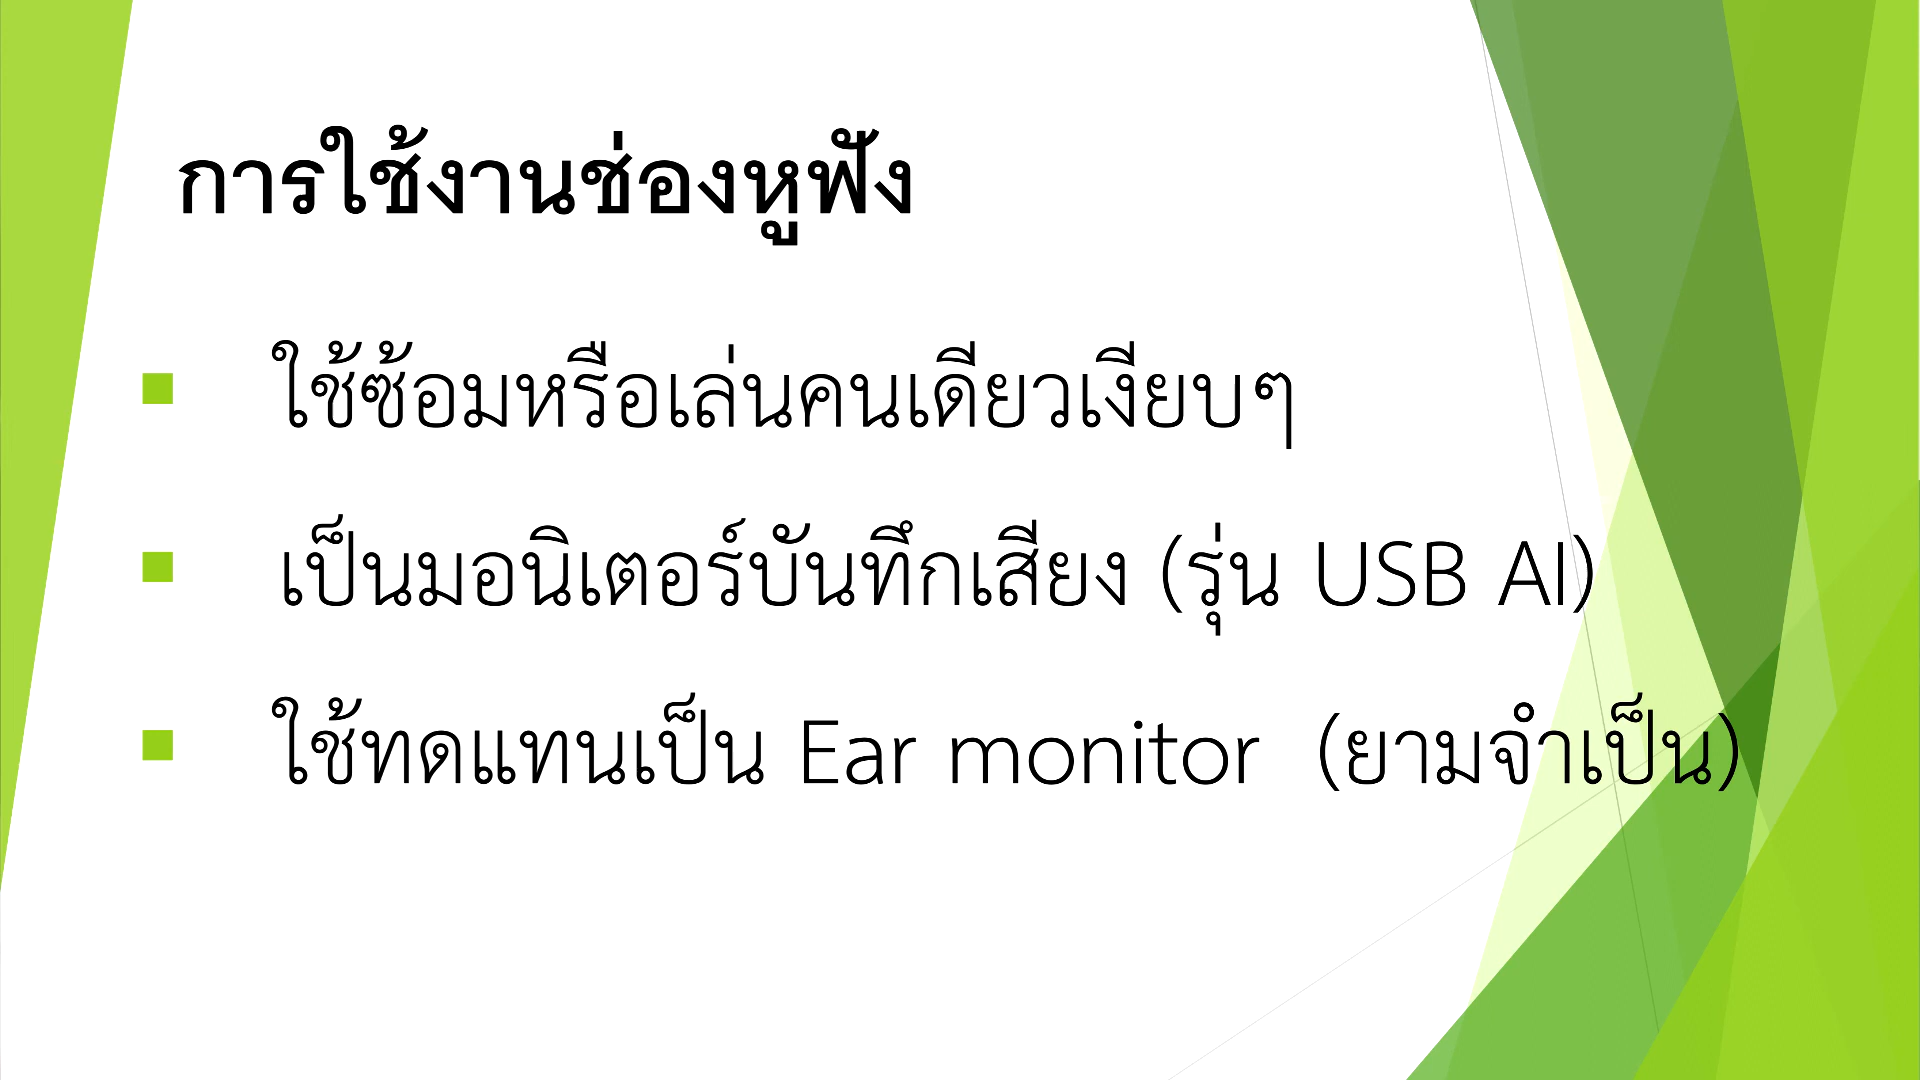 การใช้งานช่องหูฟัง
ใช้ซ้อมหรือเล่นคนเดียวเงียบๆ
เป็นมอนิเตอร์บันทึกเสียง (รุ่น USB AI)
ใช้ทดแทนเป็น Ear monitor (ยามจำเป็น)